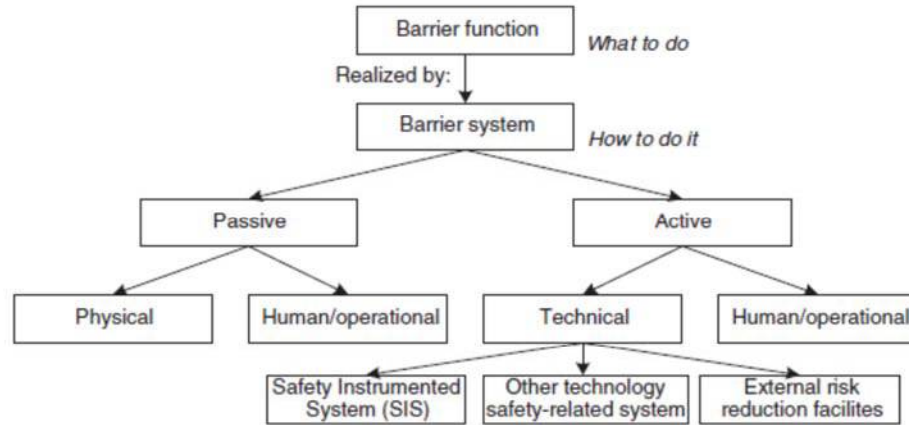 Barrier function
What to do
Realized by:
Barrier system
How to do it
Passive
Active
Physical
Human/operational
Technical
Human/operational
Safety Instrumented
System (SIS)
Other technology
safety-related system
External risk
reduction facilites